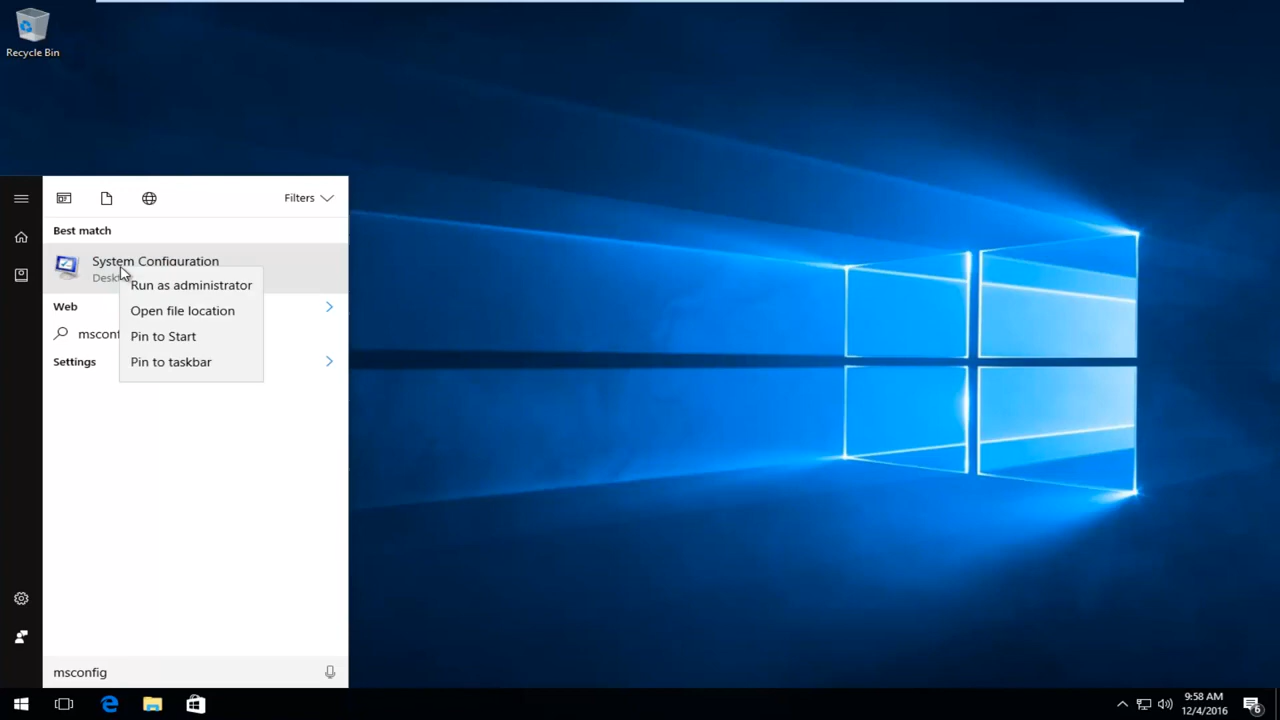 Recycle Bin
Filters
Best match
System Configuration
Run as administrator
Web
Open file location
Pin to Start
Settings
Pin to taskbar
msconfig
9:58 AM
12/4/2016
6